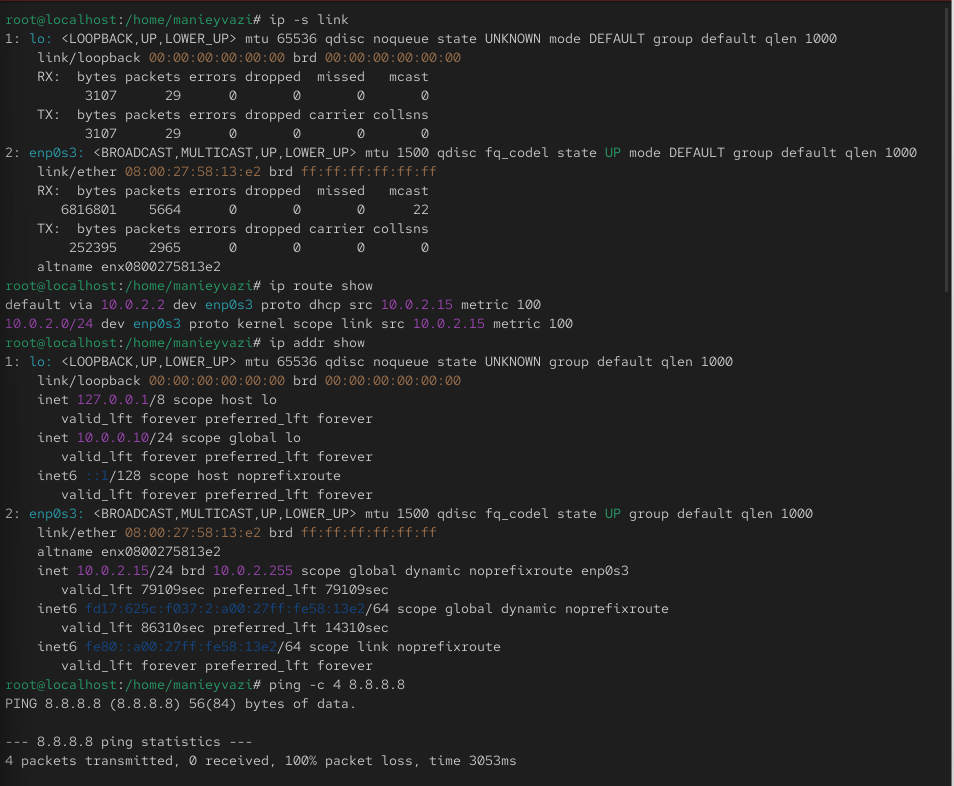 root@localhost:/home/manieyvazi# ip -s link
1: lo: <LOOPBACK,UP,LOWER_UP> mtu 65536 qdisc noqueue state UNKNOWN mode DEFAULT group default qlen 1000
    link/loopback 00:00:00:00:00:00 brd 00:00:00:00:00:00
    RX:  bytes packets errors dropped  missed   mcast
          3107      29      0       0       0       0
    TX:  bytes packets errors dropped carrier collsns
          3107      29      0       0       0       0
2: enp0s3: <BROADCAST,MULTICAST,UP,LOWER_UP> mtu 1500 qdisc fq_codel state UP mode DEFAULT group default qlen 1000
    link/ether 08:00:27:58:13:e2 brd ff:ff:ff:ff:ff:ff
    RX:  bytes packets errors dropped  missed   mcast
       6816801    5664      0       0       0      22
    TX:  bytes packets errors dropped carrier collsns
        252395    2965      0       0       0       0
    altname enx0800275813e2
root@localhost:/home/manieyvazi# ip route show
default via 10.0.2.2 dev enp0s3 proto dhcp src 10.0.2.15 metric 100
10.0.2.0/24 dev enp0s3 proto kernel scope link src 10.0.2.15 metric 100
root@localhost:/home/manieyvazi# ip addr show
1: lo: <LOOPBACK,UP,LOWER_UP> mtu 65536 qdisc noqueue state UNKNOWN group default qlen 1000
    link/loopback 00:00:00:00:00:00 brd 00:00:00:00:00:00
    inet 127.0.0.1/8 scope host lo
       valid_lft forever preferred_lft forever
    inet 10.0.0.10/24 scope global lo
       valid_lft forever preferred_lft forever
    inet6 ::1/128 scope host noprefixroute
       valid_lft forever preferred_lft forever
2: enp0s3: <BROADCAST,MULTICAST,UP,LOWER_UP> mtu 1500 qdisc fq_codel state UP group default qlen 1000
    link/ether 08:00:27:58:13:e2 brd ff:ff:ff:ff:ff:ff
    altname enx0800275813e2
    inet 10.0.2.15/24 brd 10.0.2.255 scope global dynamic noprefixroute enp0s3
       valid_lft 79109sec preferred_lft 79109sec
    inet6 fd17:625c:f037:2:a00:27ff:fe58:13e2/64 scope global dynamic noprefixroute
       valid_lft 86310sec preferred_lft 14310sec
    inet6 fe80::a00:27ff:fe58:13e2/64 scope link noprefixroute
       valid_lft forever preferred_lft forever
root@localhost:/home/manieyvazi# ping -c 4 8.8.8.8
PING 8.8.8.8 (8.8.8.8) 56(84) bytes of data.

--- 8.8.8.8 ping statistics ---
4 packets transmitted, 0 received, 100% packet loss, time 3053ms